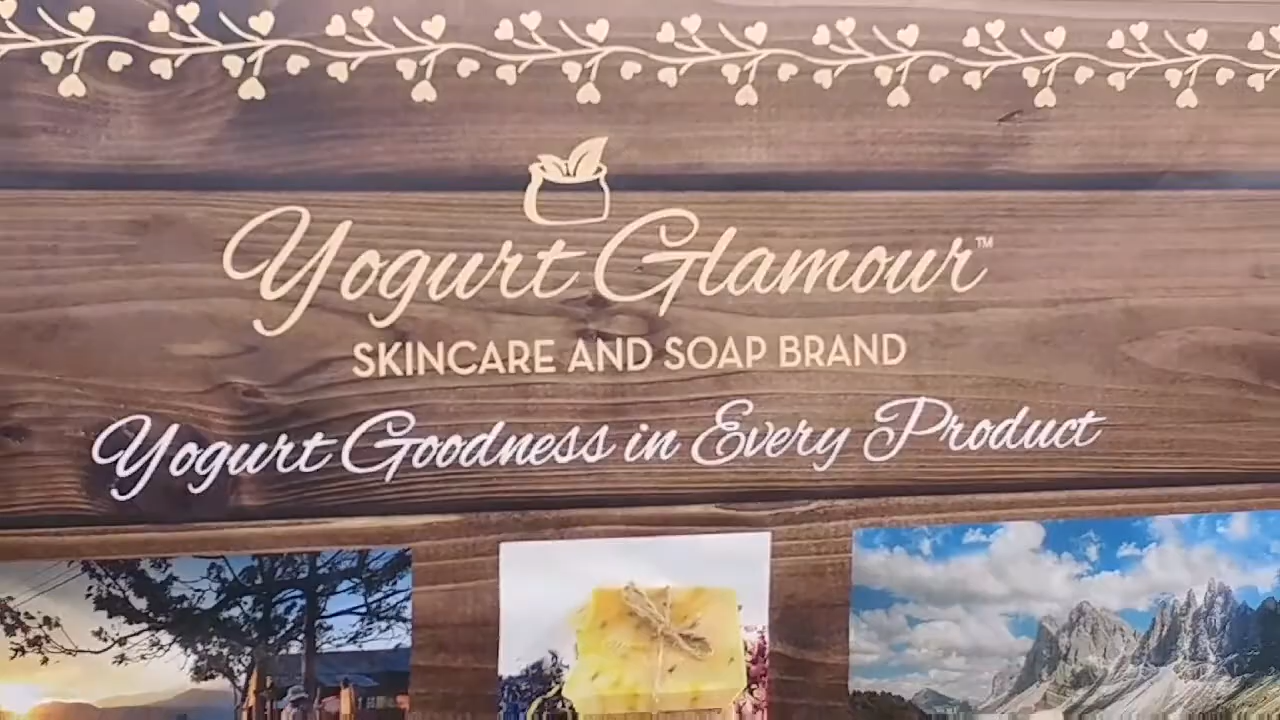 Yogurt Glamour™
SKINCARE AND SOAP BRAND
Yogurt Goodness in Every Product